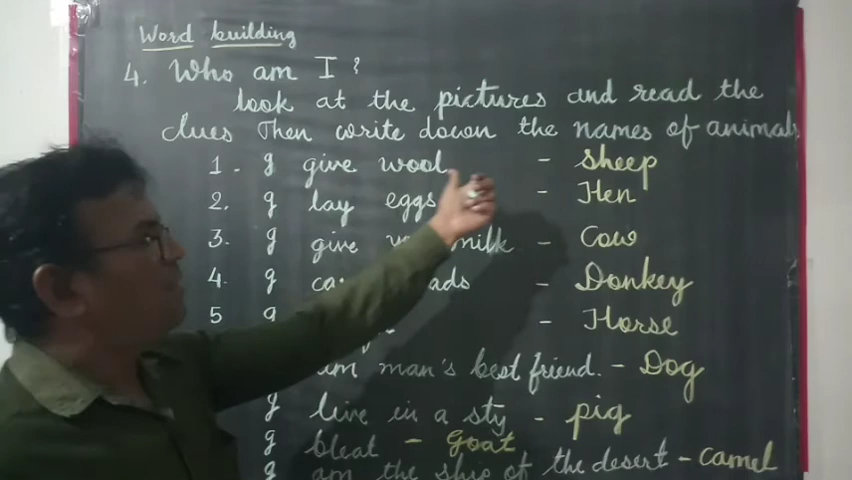 Word building
4. Who am I ?
look at the pictures and read the
clues Then write down the names of animals
1. I give wool - Sheep
2. I lay eggs - Hen
3. I give milk - Cow
4. I - Donkey
5 - Horse
am man's best friend. - Dog
I live in a sty - pig
I bleat - Goat
I am the ship of the desert - Camel